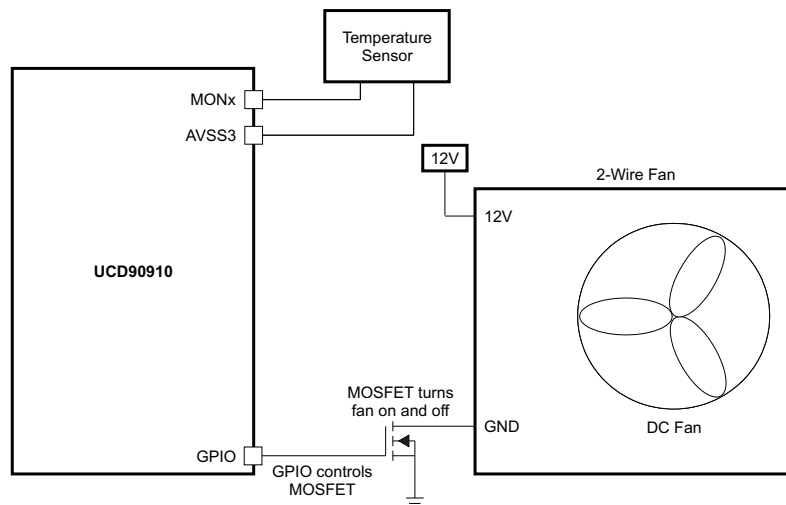 Temperature
Sensor
MONx
AVSS3
12V
2-Wire Fan
12V
UCD90910
MOSFET turns
fan on and off
GND
DC Fan
GPIO
GPIO controls
MOSFET